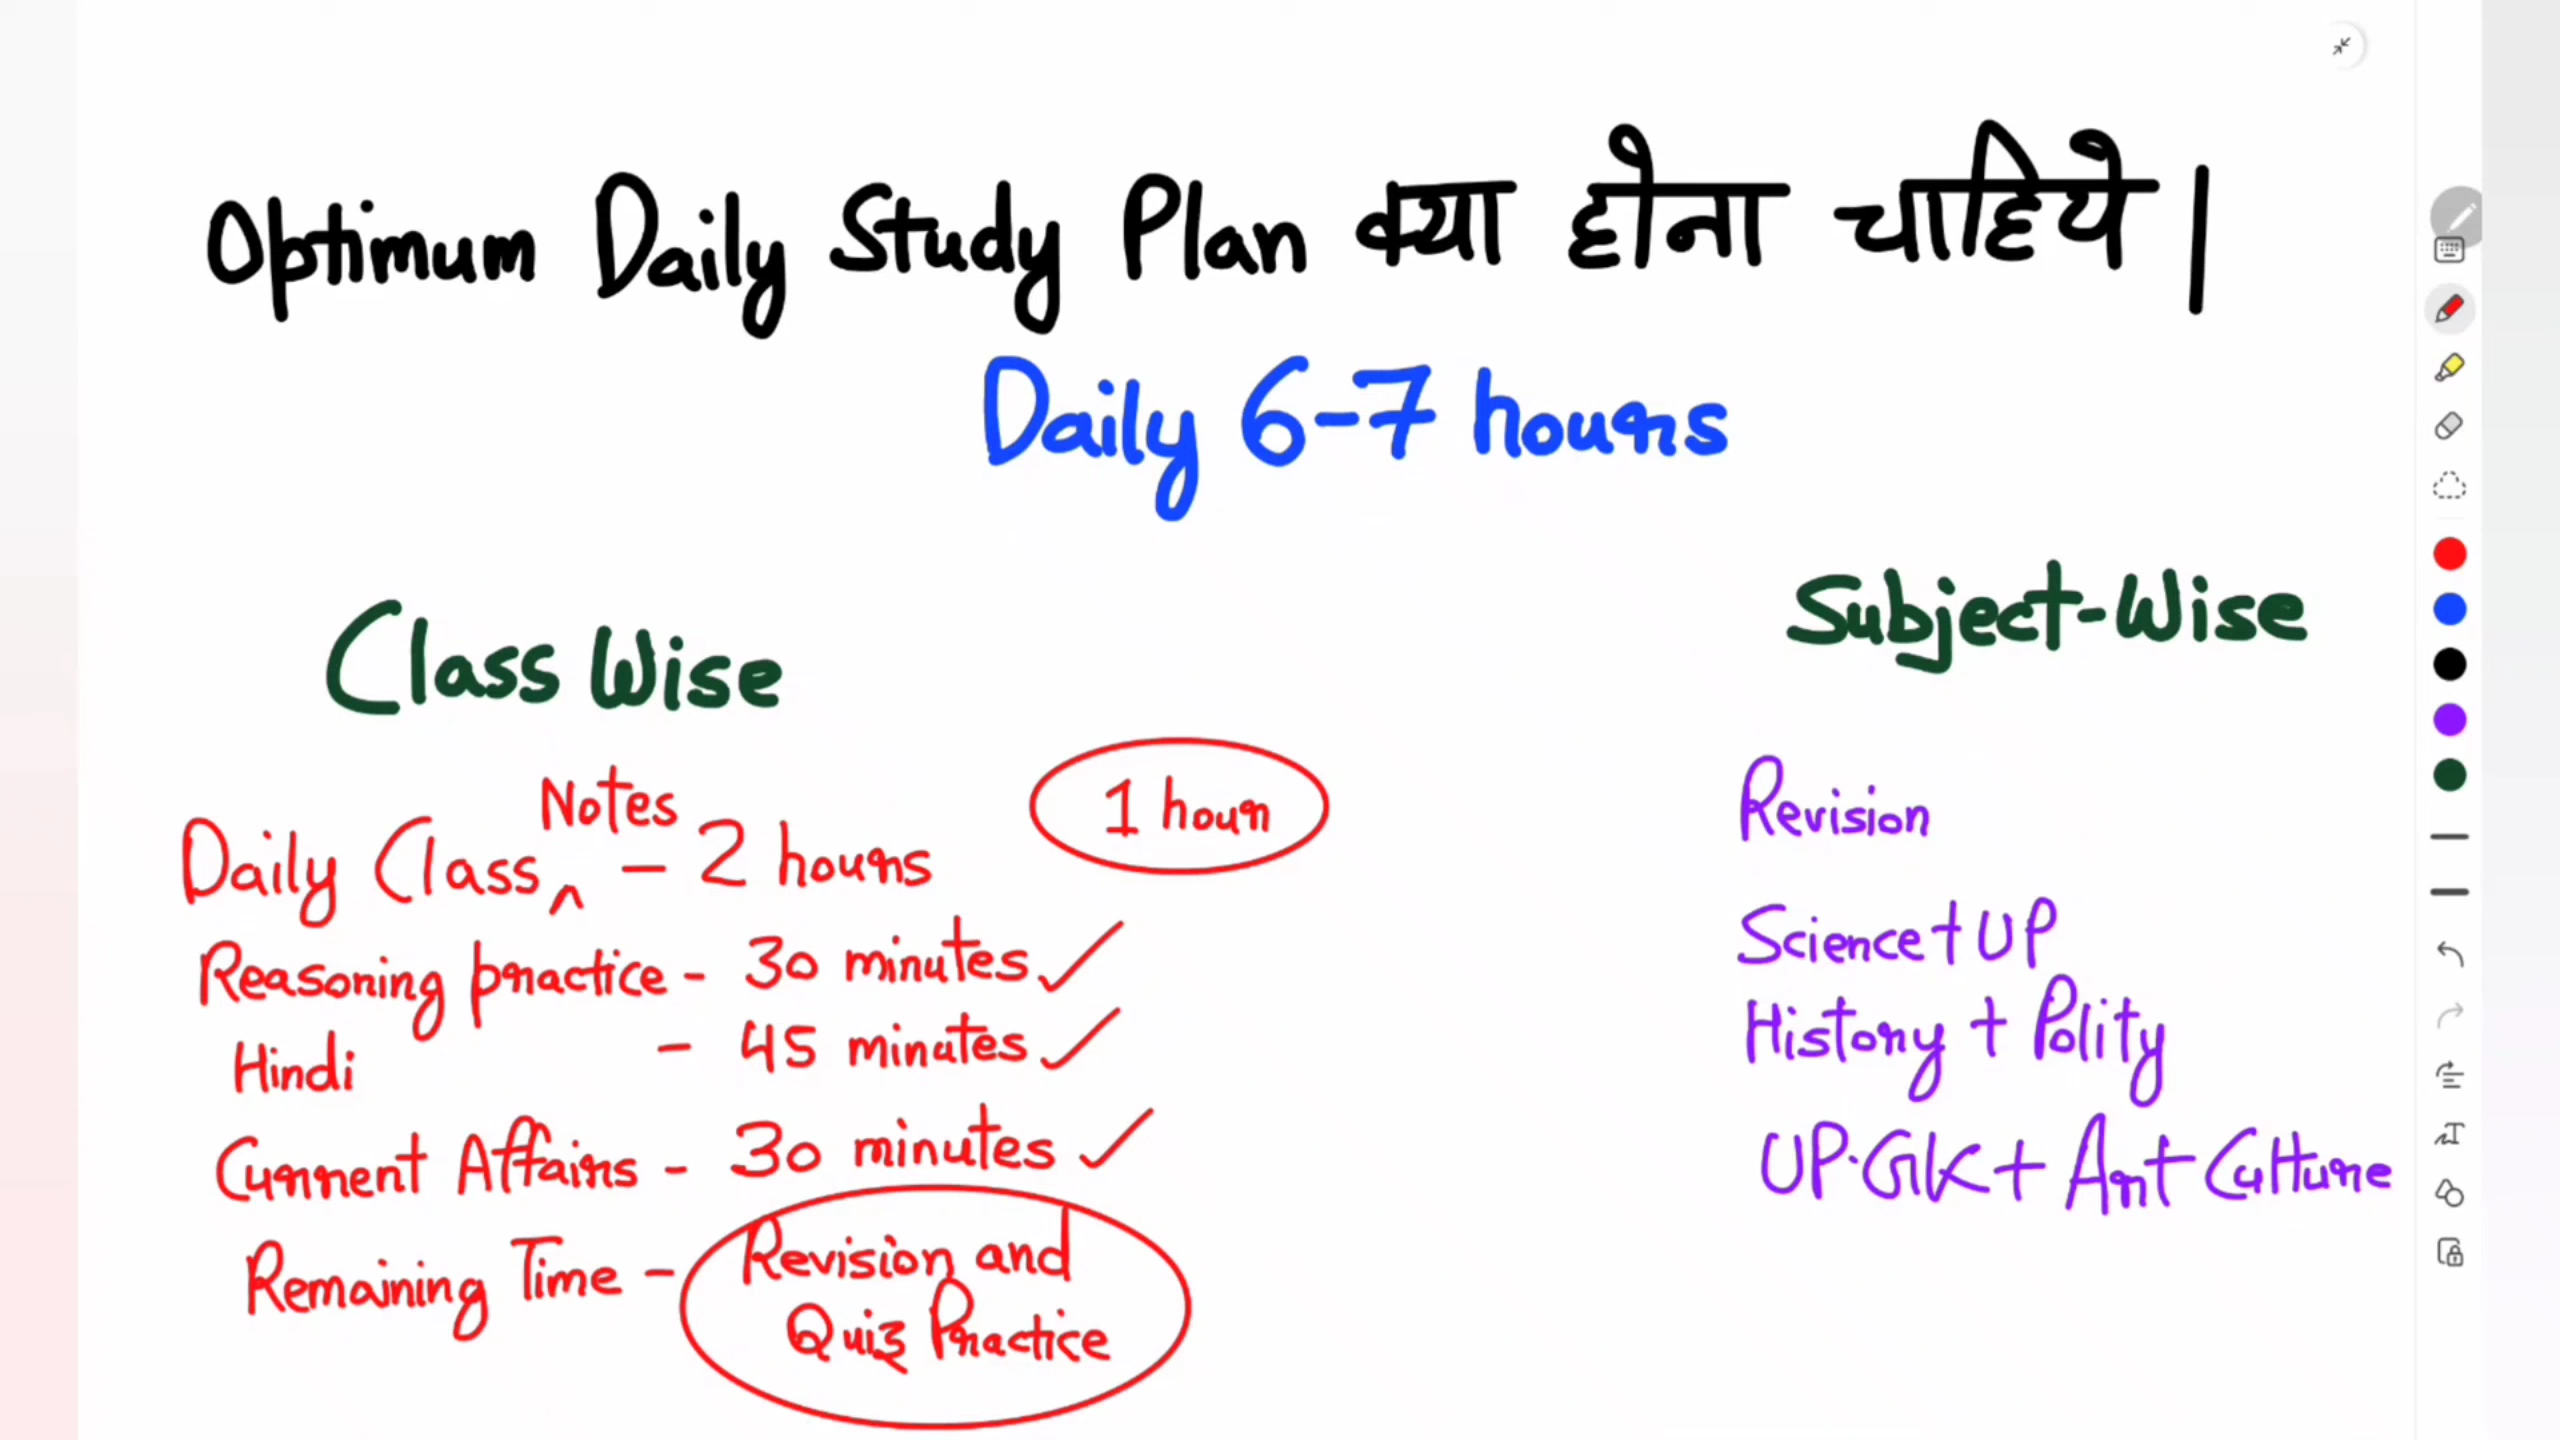 Optimum Daily Study Plan क्या होना चाहिये |
Daily 6-7 hours
Class Wise
Notes
Daily Class ^ - 2 hours
1 hour
Reasoning practice - 30 minutes ✓
Hindi - 45 minutes ✓
Current Affairs - 30 minutes ✓
Remaining Time - Revision and
Quiz Practice
Subject-Wise
Revision
Science + UP
History + Polity
UP.GK + Art Culture